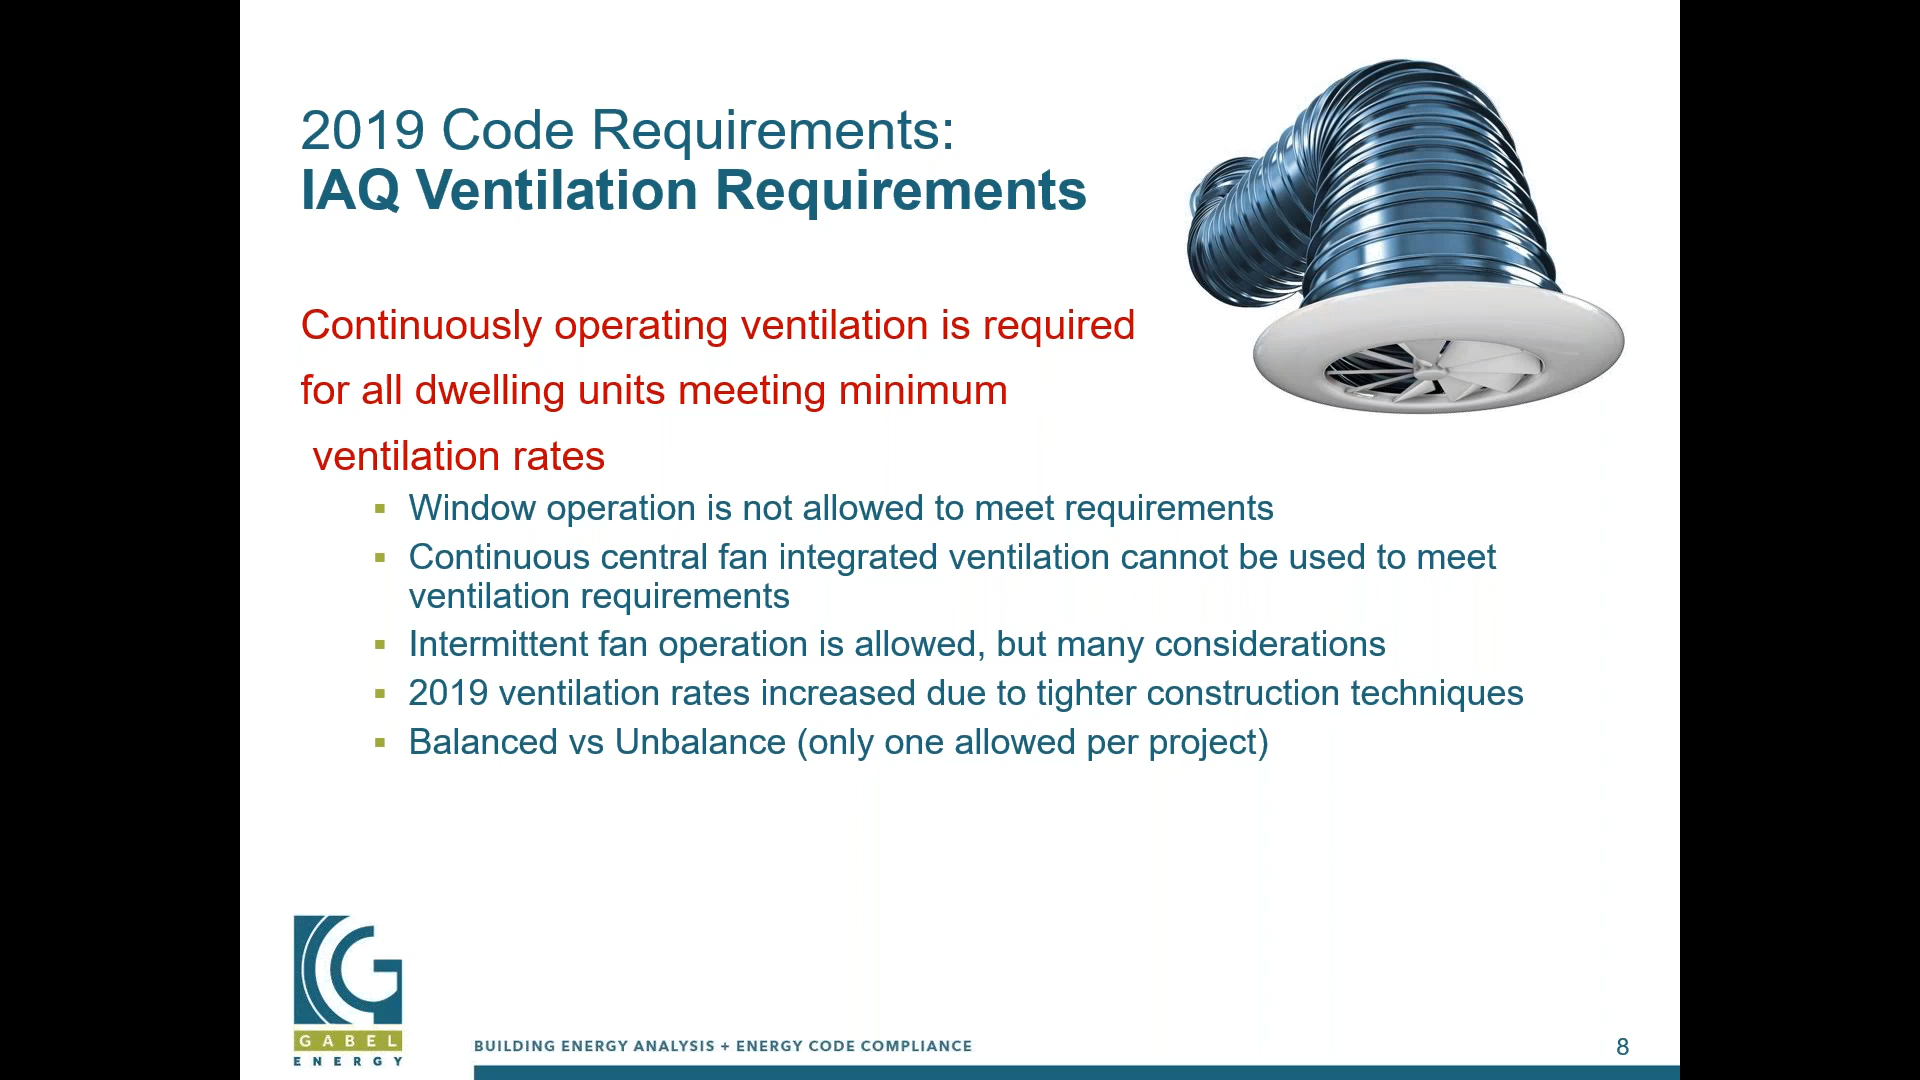 2019 Code Requirements:
IAQ Ventilation Requirements
Continuously operating ventilation is required
for all dwelling units meeting minimum
ventilation rates
▪ Window operation is not allowed to meet requirements
▪ Continuous central fan integrated ventilation cannot be used to meet
ventilation requirements
▪ Intermittent fan operation is allowed, but many considerations
▪ 2019 ventilation rates increased due to tighter construction techniques
▪ Balanced vs Unbalance (only one allowed per project)
G
GABEL
ENERGY
BUILDING ENERGY ANALYSIS + ENERGY CODE COMPLIANCE
8